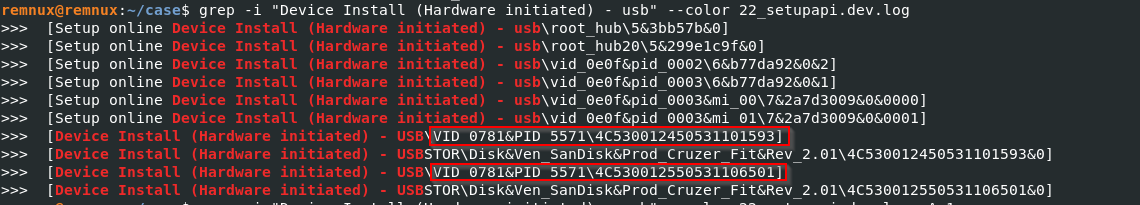 remnux@remnux:~/case$ grep -i "Device Install (Hardware initiated) - usb" --color 22_setupapi.dev.log
>>>  [Setup online Device Install (Hardware initiated) - usb\root_hub\5&3bb57b&0]
>>>  [Setup online Device Install (Hardware initiated) - usb\root_hub20\5&299e1c9f&0]
>>>  [Setup online Device Install (Hardware initiated) - usb\vid_0e0f&pid_0002\6&b77da92&0&2]
>>>  [Setup online Device Install (Hardware initiated) - usb\vid_0e0f&pid_0003\6&b77da92&0&1]
>>>  [Setup online Device Install (Hardware initiated) - usb\vid_0e0f&pid_0003&mi_00\7&2a7d3009&0&0000]
>>>  [Setup online Device Install (Hardware initiated) - usb\vid_0e0f&pid_0003&mi_01\7&2a7d3009&0&0001]
>>>  [Device Install (Hardware initiated) - USB\VID_0781&PID_5571\4C530012450531101593]
>>>  [Device Install (Hardware initiated) - USBSTOR\Disk&Ven_SanDisk&Prod_Cruzer_Fit&Rev_2.01\4C530012450531101593&0]
>>>  [Device Install (Hardware initiated) - USB\VID_0781&PID_5571\4C530012550531106501]
>>>  [Device Install (Hardware initiated) - USBSTOR\Disk&Ven_SanDisk&Prod_Cruzer_Fit&Rev_2.01\4C530012550531106501&0]